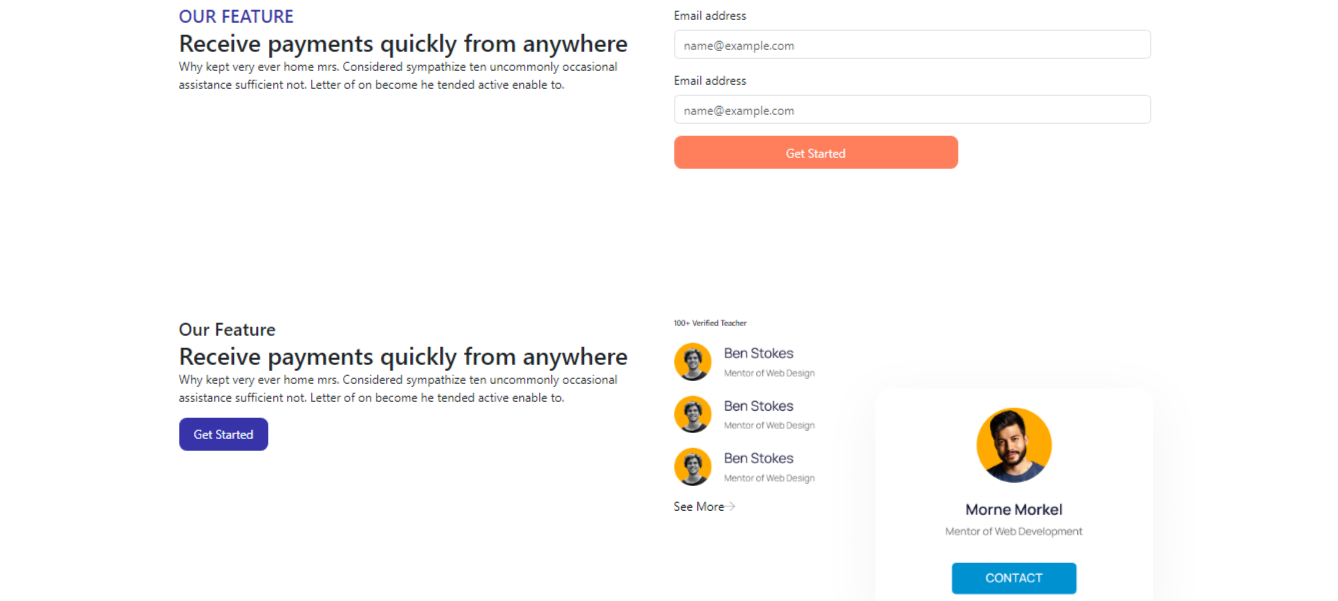 OUR FEATURE
Receive payments quickly from anywhere
Why kept very ever home mrs. Considered sympathize ten uncommonly occasional
assistance sufficient not. Letter of on become he tended active enable to.
Email address
name@example.com
Email address
name@example.com
Get Started
Our Feature
Receive payments quickly from anywhere
Why kept very ever home mrs. Considered sympathize ten uncommonly occasional
assistance sufficient not. Letter of on become he tended active enable to.
Get Started
100+ Verified Teacher
Ben Stokes
Mentor of Web Design
Ben Stokes
Mentor of Web Design
Ben Stokes
Mentor of Web Design
See More
Morne Morkel
Mentor of Web Development
CONTACT